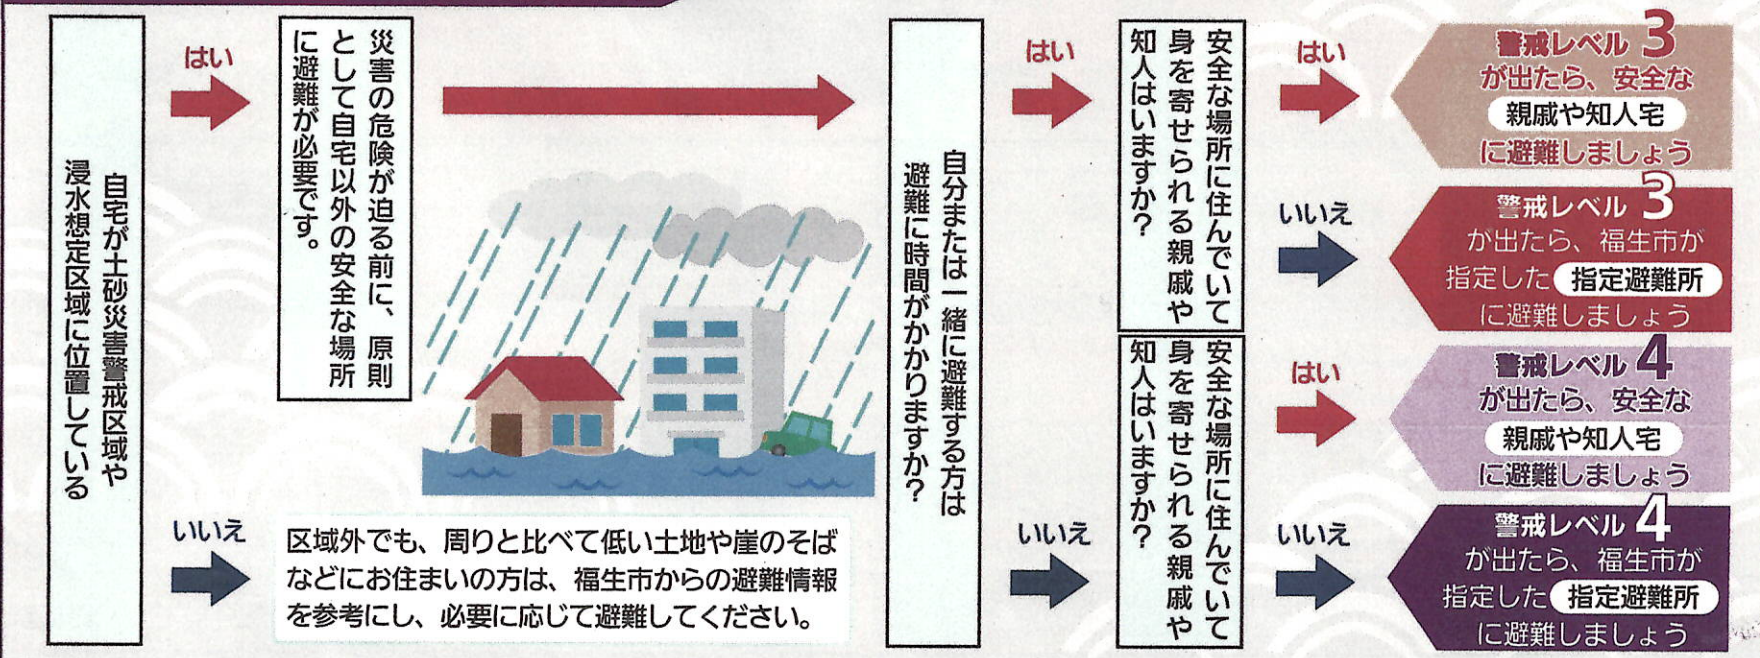 自宅が土砂災害警戒区域や
浸水想定区域に位置している
はい
災害の危険が迫る前に、原則
として自宅以外の安全な場所
に避難が必要です。
いいえ
区域外でも、周りと比べて低い土地や崖のそば
などにお住まいの方は、福生市からの避難情報
を参考にし、必要に応じて避難してください。
自分または一緒に避難する方は
避難に時間がかかりますか?
はい
安全な場所に住んでいて
身を寄せられる親戚や
知人はいますか?
はい
警戒レベル 3
が出たら、安全な
親戚や知人宅
に避難しましょう
いいえ
警戒レベル 3
が出たら、福生市が
指定した 指定避難所
に避難しましょう
いいえ
安全な場所に住んでいて
身を寄せられる親戚や
知人はいますか?
はい
警戒レベル 4
が出たら、安全な
親戚や知人宅
に避難しましょう
いいえ
警戒レベル 4
が出たら、福生市が
指定した 指定避難所
に避難しましょう